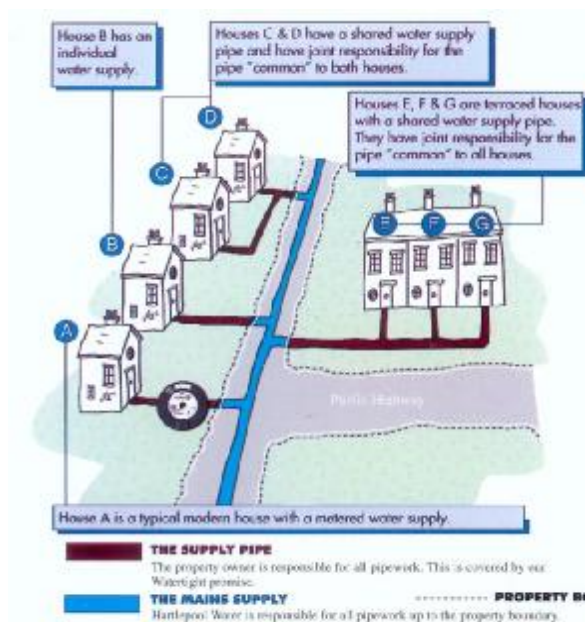 House B has an
individual
water supply.
Houses C & D have a shared water supply
pipe and have joint responsibility for the
pipe "common" to both houses.
D
Houses E, F & G are terraced houses
with a shared water supply pipe.
They have joint responsibility for the
pipe "common" to all houses.
C
E F G
B
A
Public Highway
House A is a typical modern house with a metered water supply.
THE SUPPLY PIPE
The property owner is responsible for all pipework. This is covered by our
Watertight promise.
PROPERTY BO
THE MAINS SUPPLY
Hartlepool Water is responsible for all pipework up to the property boundary.